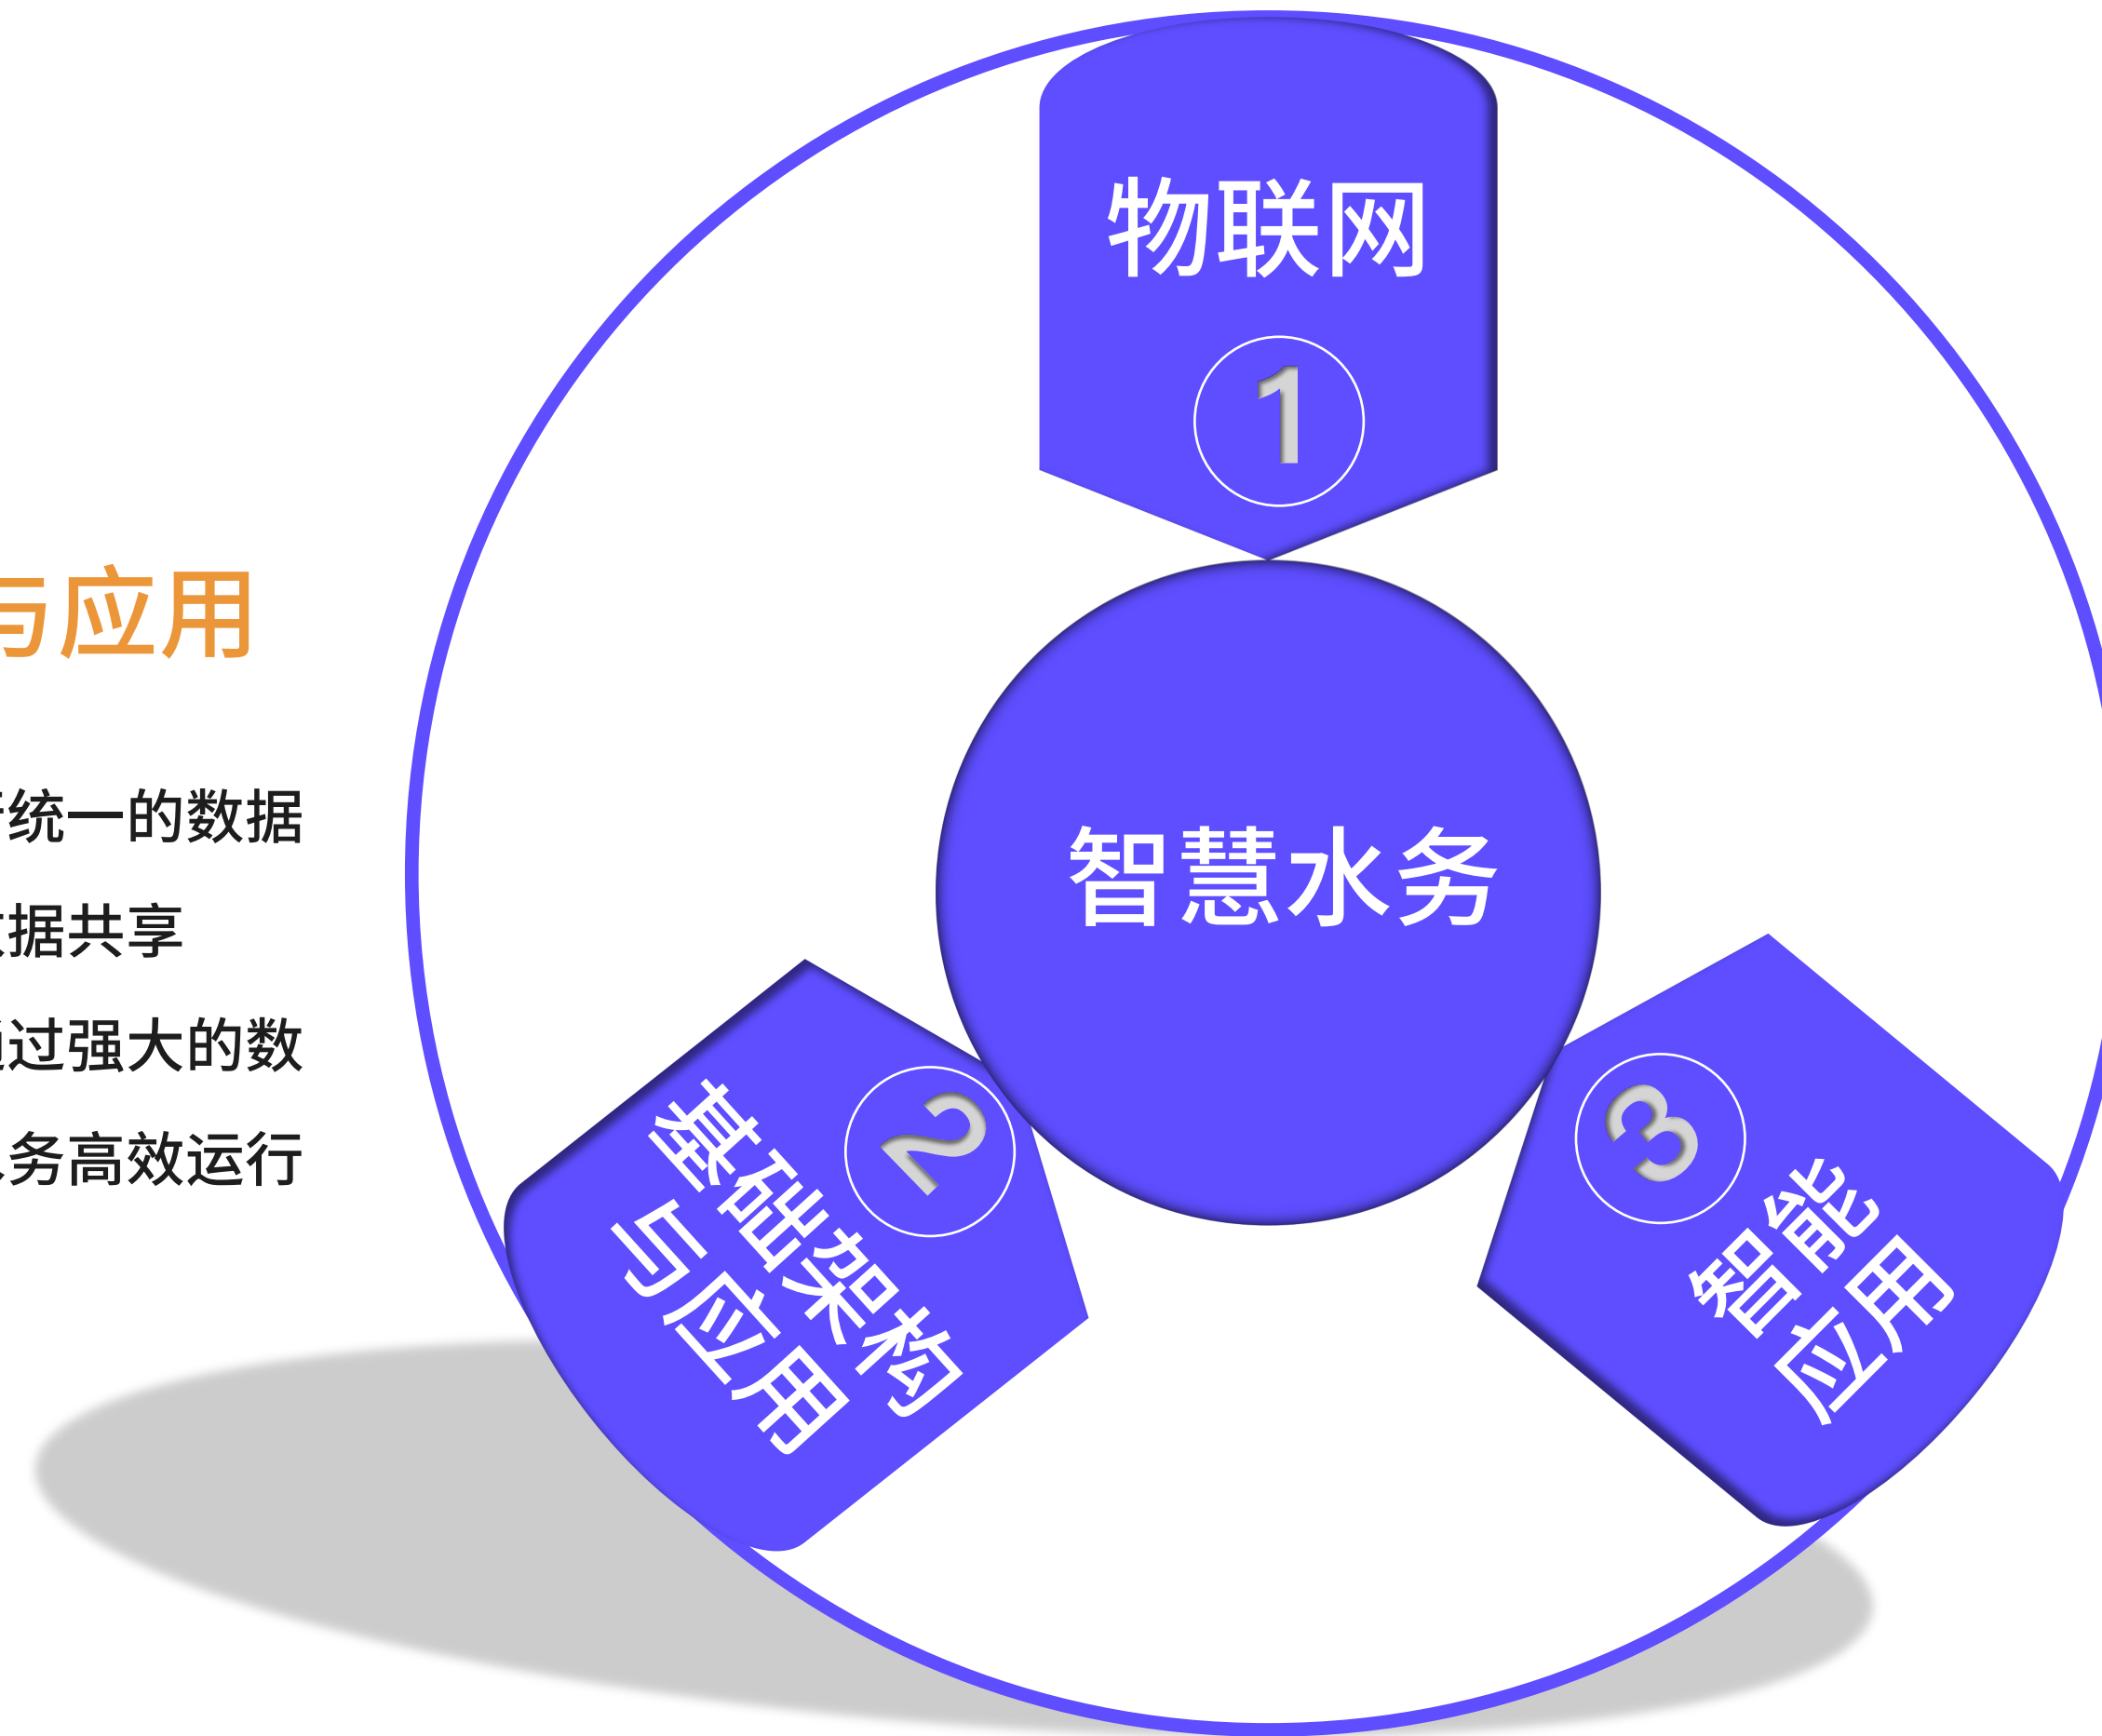 物联网
1
与应用
统一的数据
据共享
过强大的数
务高效运行
智慧水务
2
基础架构
与应用
3
智能
应用